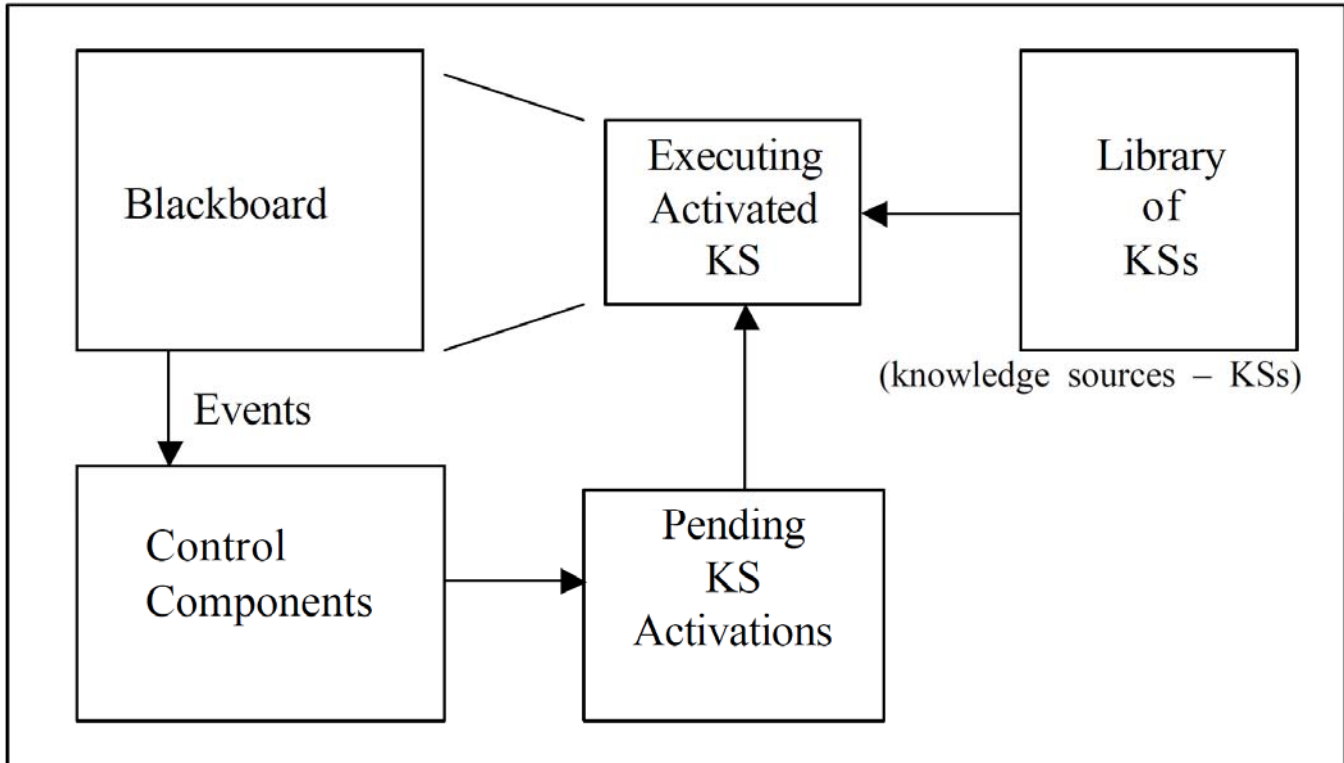 Blackboard
Executing
Activated
KS
Library
of
KSs
(knowledge sources – KSs)
Events
Control
Components
Pending
KS
Activations